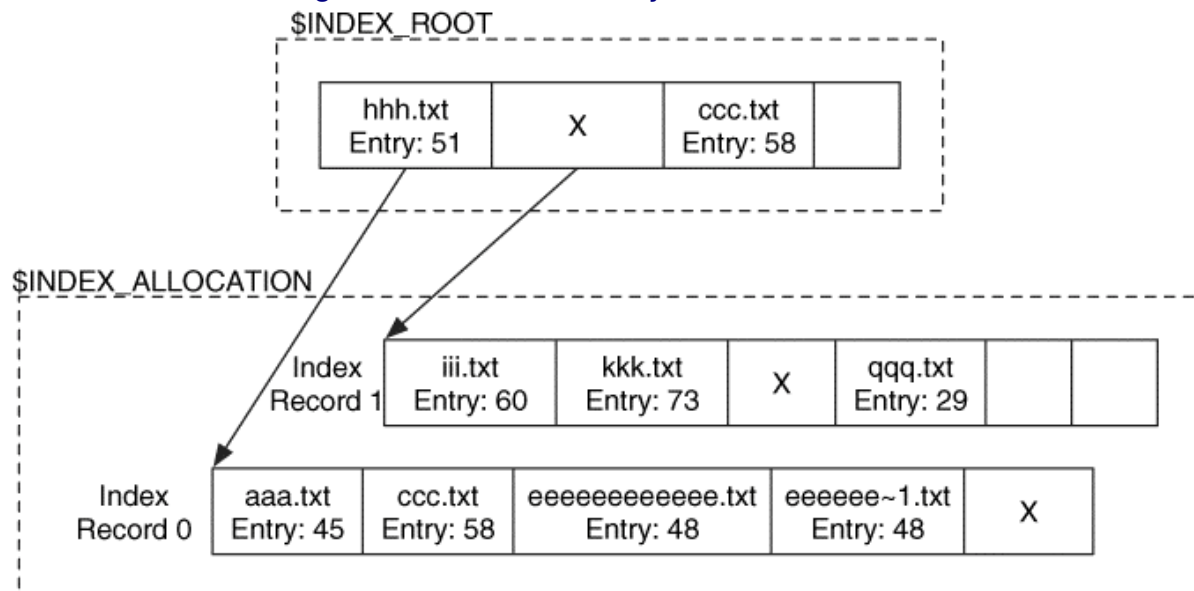 $INDEX_ROOT
hhh.txt
Entry: 51
X
ccc.txt
Entry: 58
$INDEX_ALLOCATION
Index
Record 1
iii.txt
Entry: 60
kkk.txt
Entry: 73
X
qqq.txt
Entry: 29
Index
Record 0
aaa.txt
Entry: 45
ccc.txt
Entry: 58
eeeeeeeeeeee.txt
Entry: 48
eeeeee~1.txt
Entry: 48
X